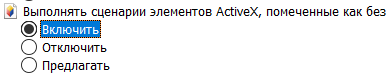 Выполнять сценарии элементов ActiveX, помеченные как без
Включить
Отключить
Предлагать